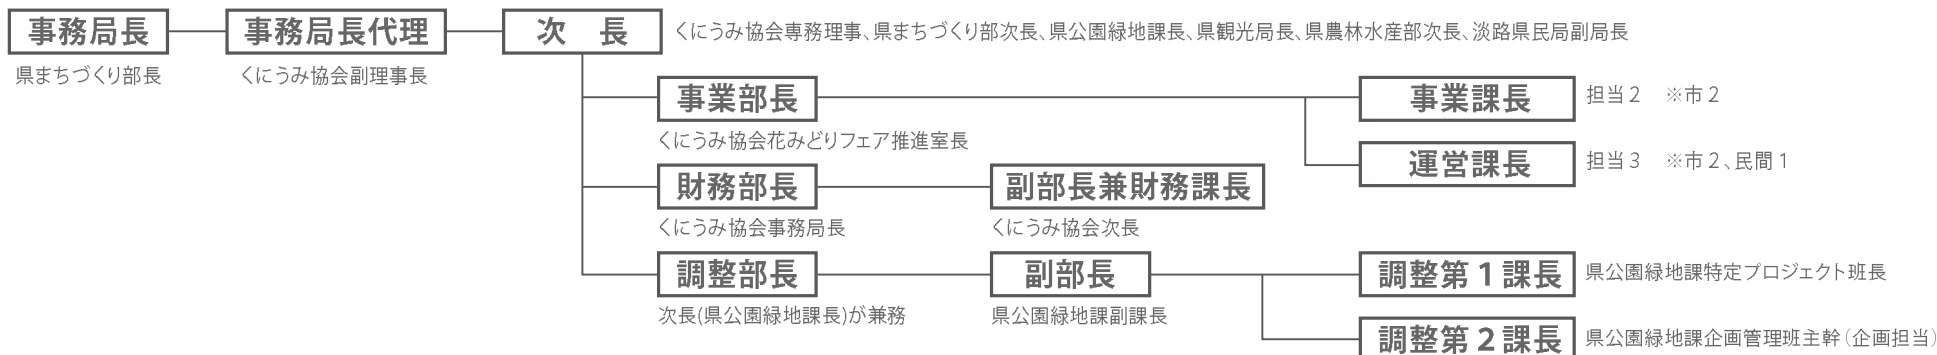 事務局長 事務局長代理 次　長 くにうみ協会専務理事、県まちづくり部次長、県公園緑地課長、県観光局長、県農林水産部次長、淡路県民局副局長
県まちづくり部長 くにうみ協会副理事長
事業部長 事業課長 担当２　※市２
くにうみ協会花みどりフェア推進室長
運営課長 担当３　※市２、民間１
財務部長 副部長兼財務課長
くにうみ協会事務局長 くにうみ協会次長
調整部長 副部長 調整第１課長 県公園緑地課特定プロジェクト班長
次長(県公園緑地課長)が兼務 県公園緑地課副課長
調整第２課長 県公園緑地課企画管理班主幹（企画担当）